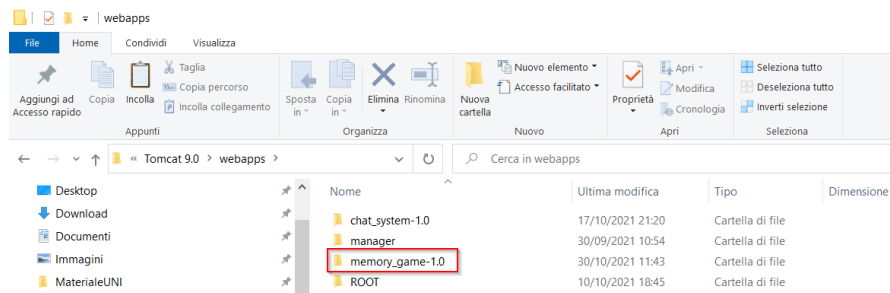 webapps
File Home Condividi Visualizza
Aggiungi ad Accesso rapido
Copia
Incolla
Taglia
Copia percorso
Incolla collegamento
Appunti
Sposta in
Copia in
Elimina
Rinomina
Organizza
Nuova cartella
Nuovo elemento
Accesso facilitato
Nuovo
Proprietà
Apri
Modifica
Cronologia
Apri
Seleziona tutto
Deseleziona tutto
Inverti selezione
Seleziona
« Tomcat 9.0 > webapps >
Cerca in webapps
Desktop
Download
Documenti
Immagini
MaterialeUNI
Nome Ultima modifica Tipo Dimensione
chat_system-1.0 17/10/2021 21:20 Cartella di file
manager 30/09/2021 10:54 Cartella di file
memory_game-1.0 30/10/2021 11:43 Cartella di file
ROOT 10/10/2021 18:45 Cartella di file